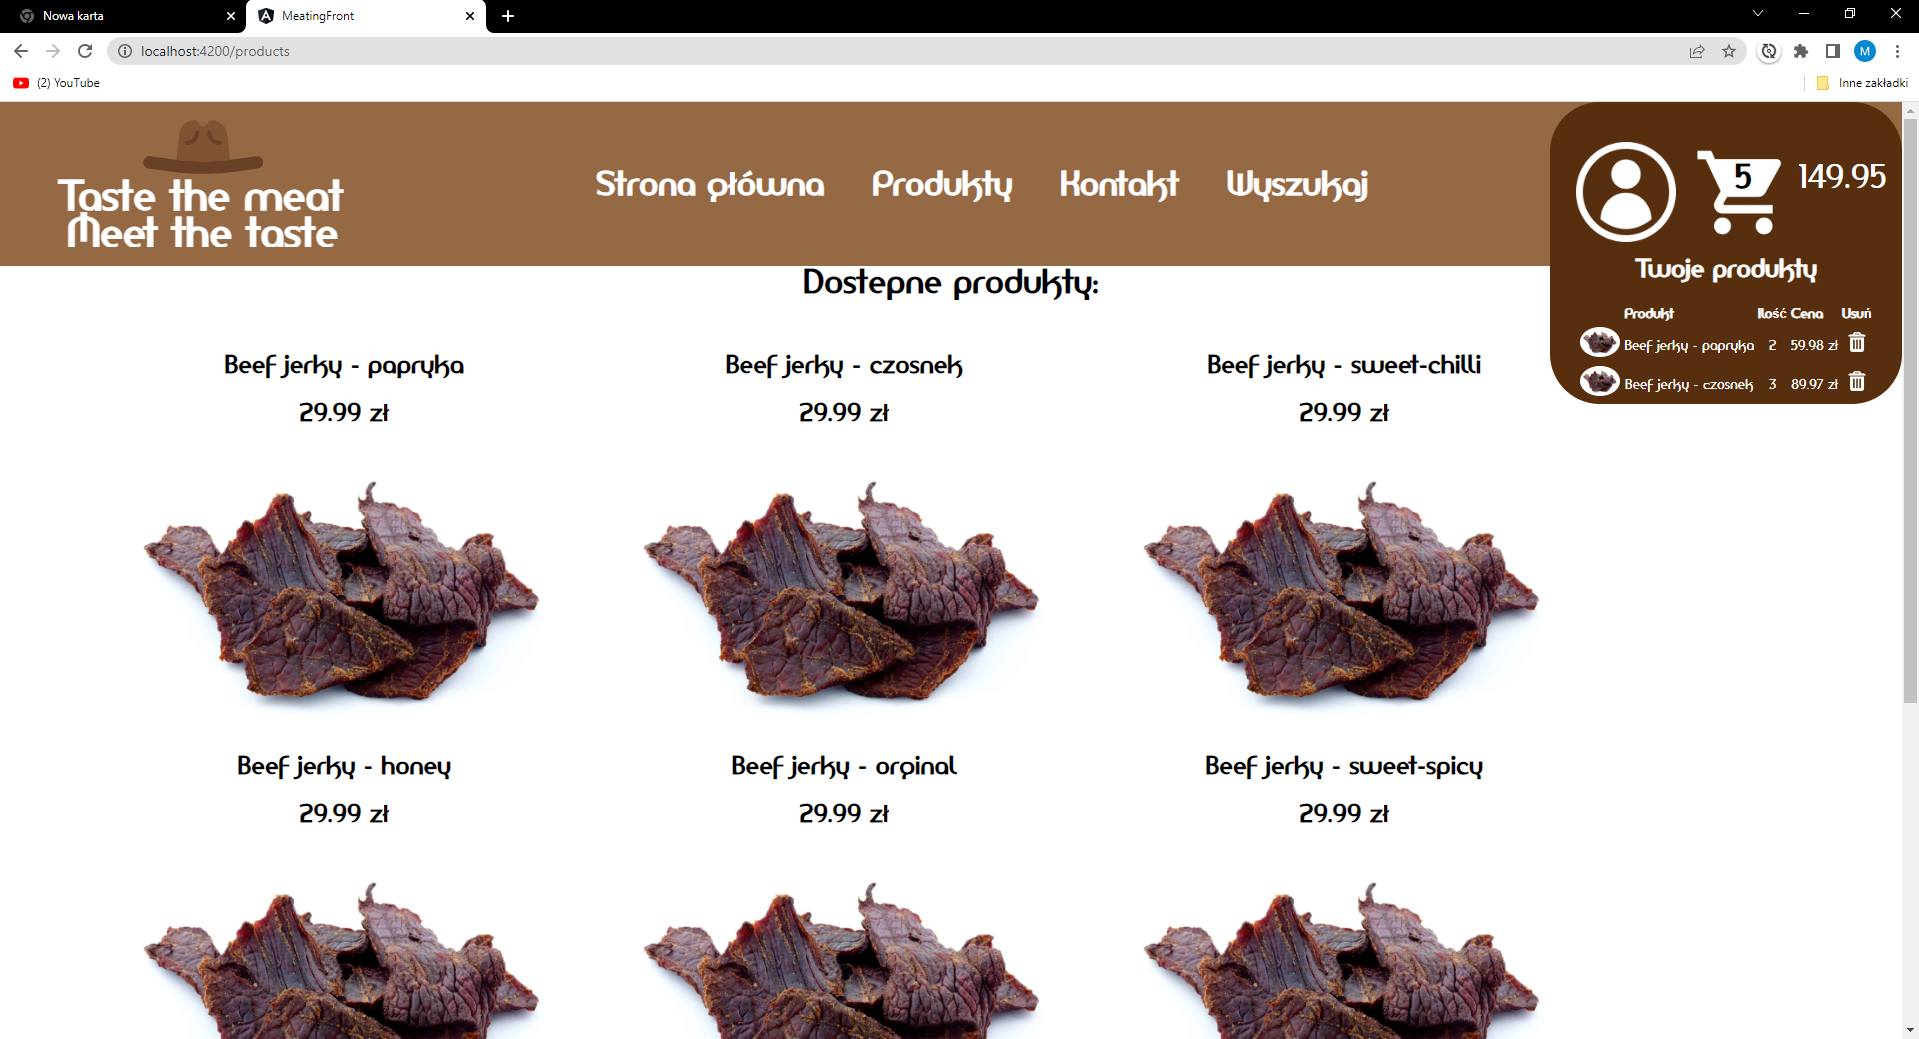 Nowa karta
MeatingFront
localhost:4200/products
M
(2) YouTube
Inne zakładki
Taste the meat
Meet the taste
Strona główna Produkty Kontakt Wyszukaj
5
149.95
Twoje produkty
Produkt Ilość Cena Usuń
Beef jerky - papryka 2 59.98 zł
Beef jerky - czosnek 3 89.97 zł
Dostepne produkty:
Beef jerky - papryka
29.99 zł
Beef jerky - czosnek
29.99 zł
Beef jerky - sweet-chilli
29.99 zł
Beef jerky - honey
29.99 zł
Beef jerky - orginal
29.99 zł
Beef jerky - sweet-spicy
29.99 zł